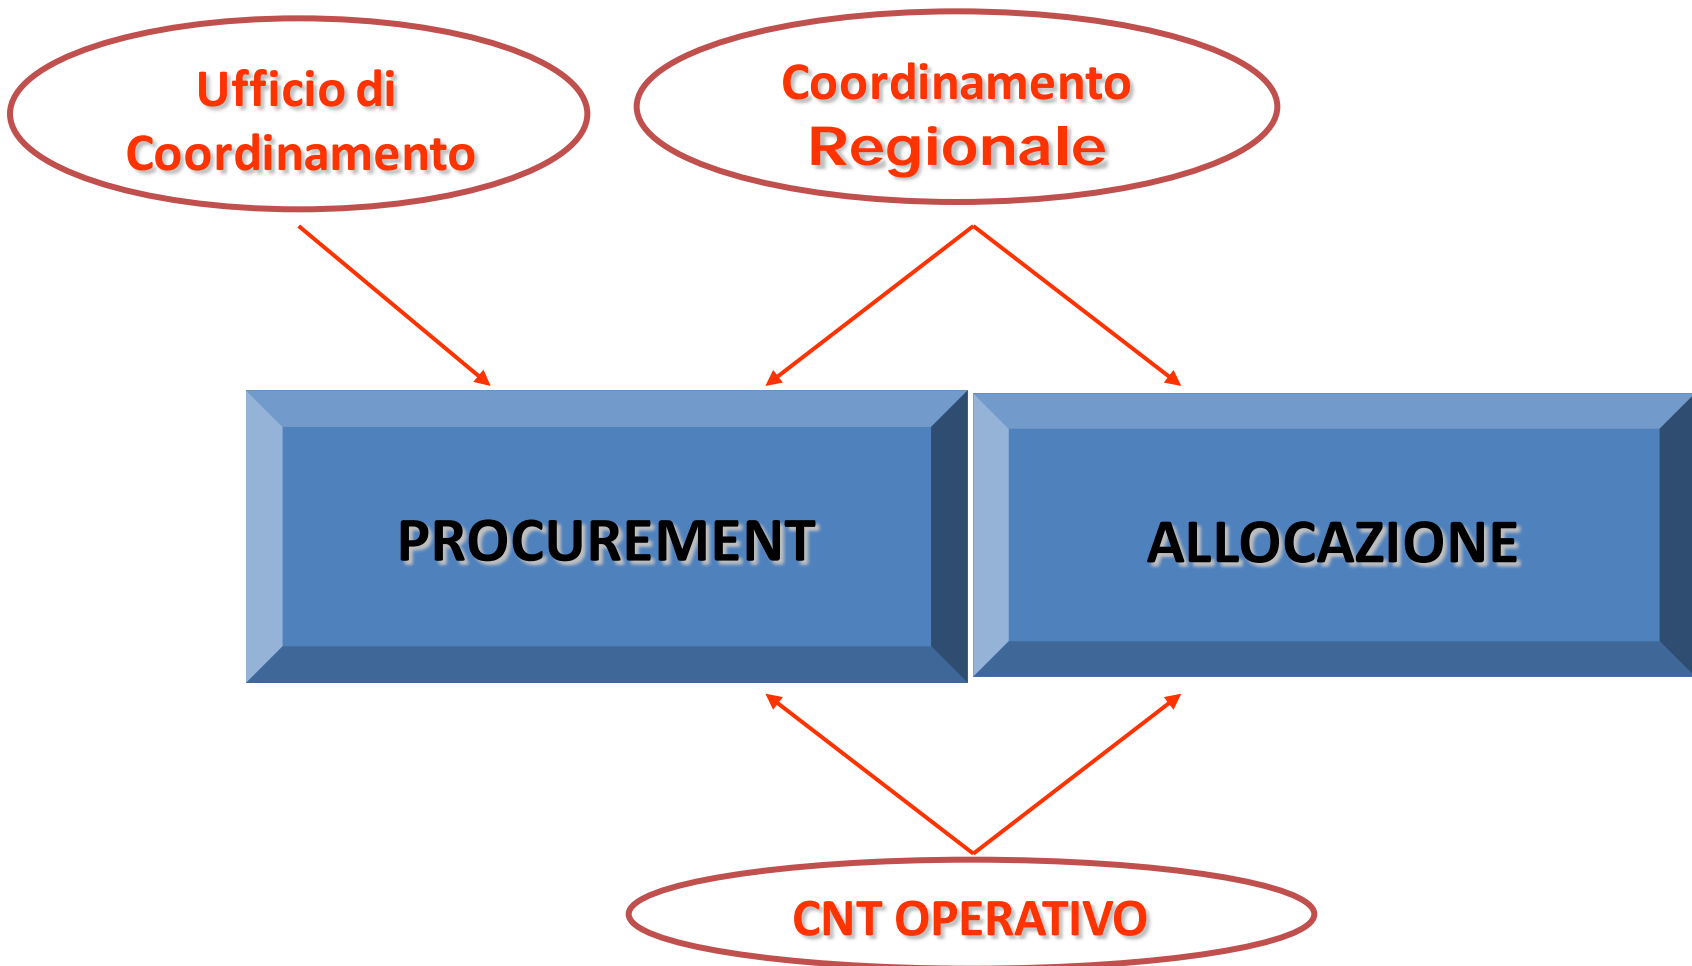 Ufficio di
Coordinamento
Coordinamento
Regionale
PROCUREMENT
ALLOCAZIONE
CNT OPERATIVO